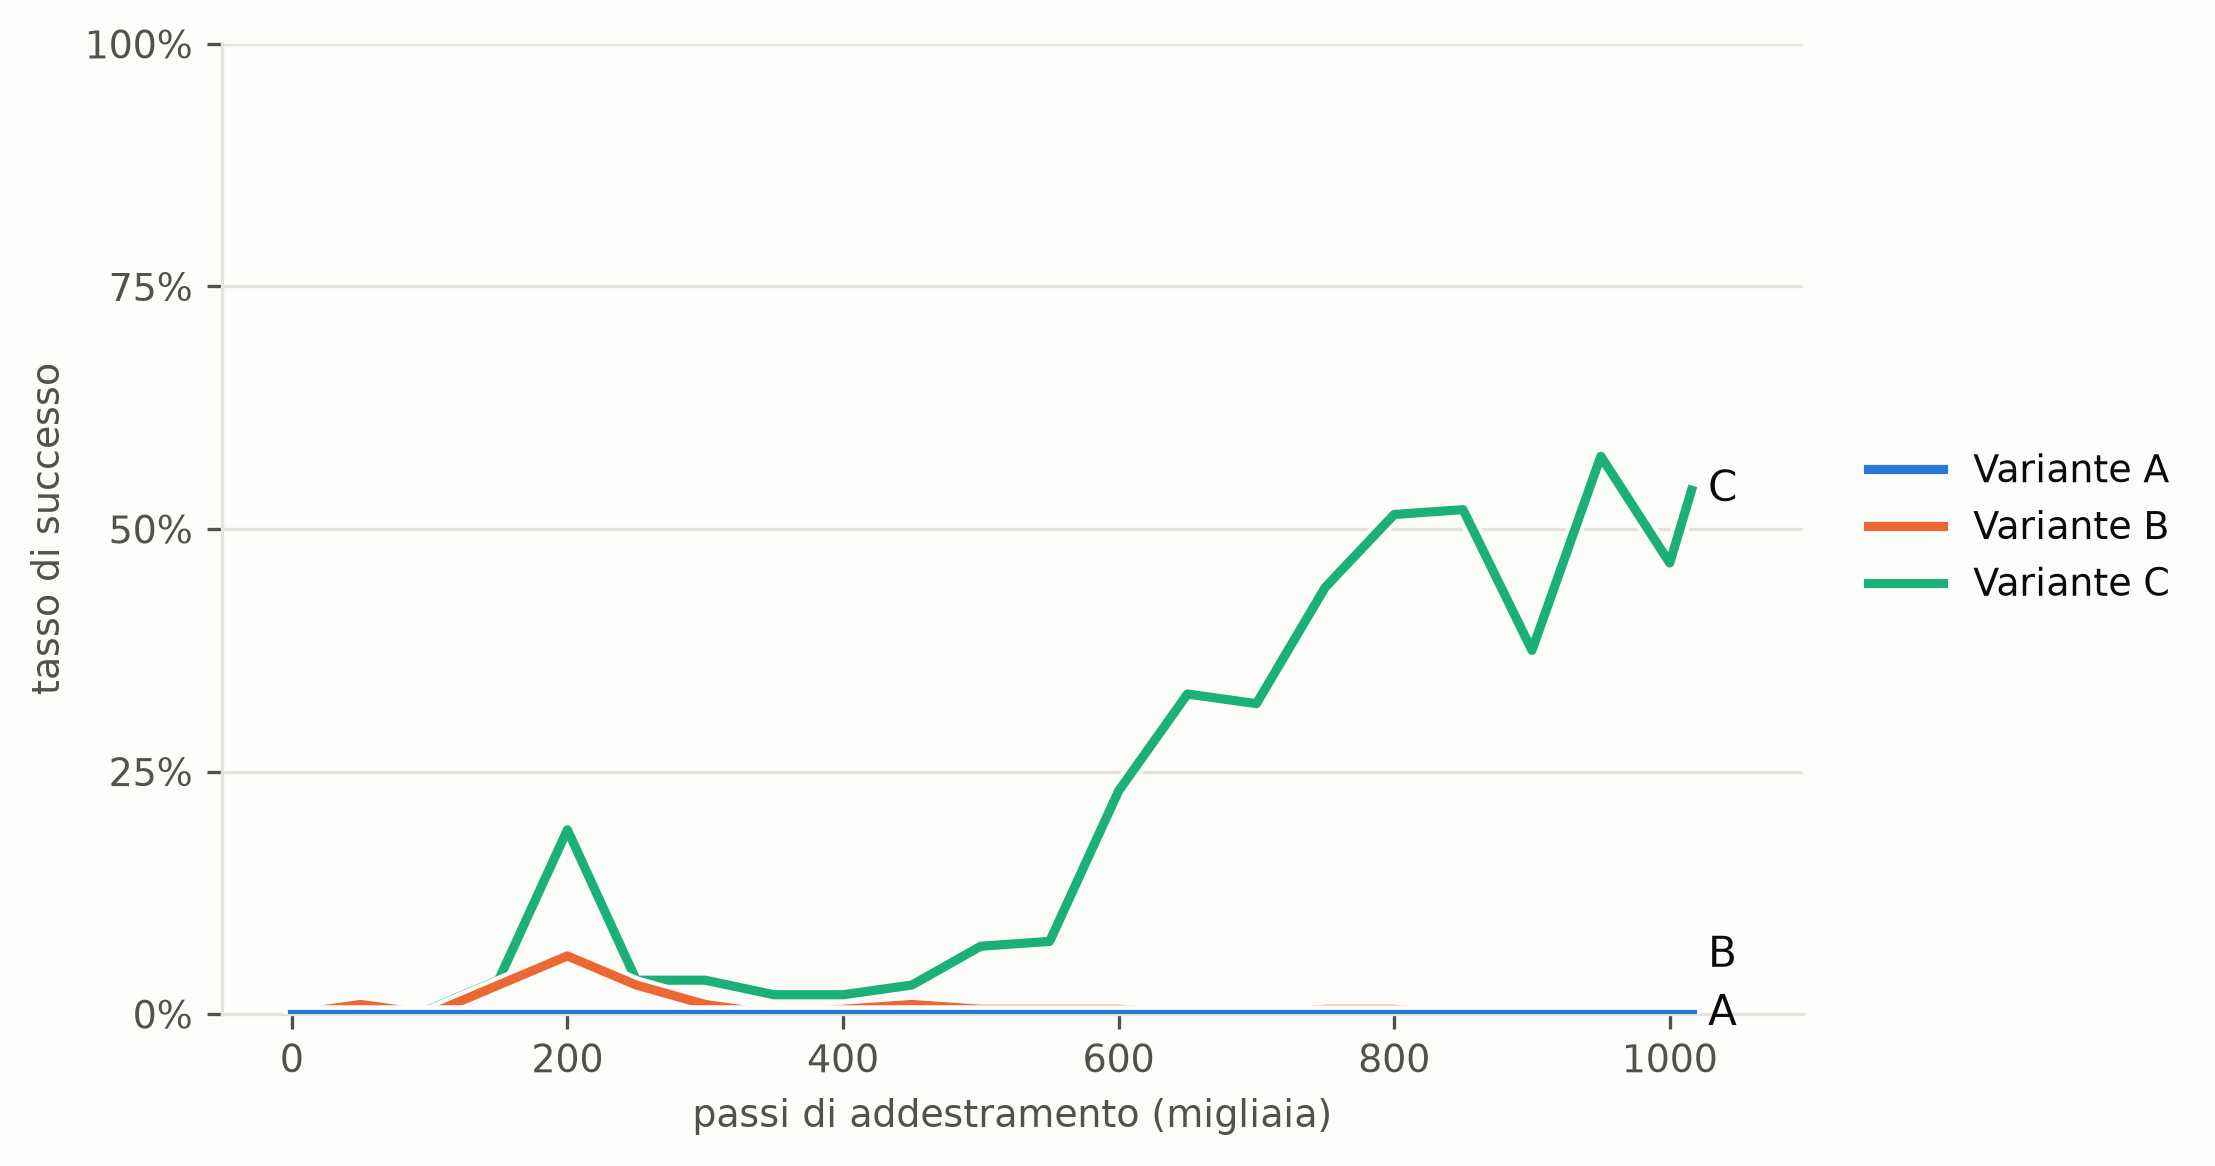 100%
75%
50%
25%
0%
tasso di successo
0 200 400 600 800 1000
passi di addestramento (migliaia)
C
B
A
Variante A
Variante B
Variante C